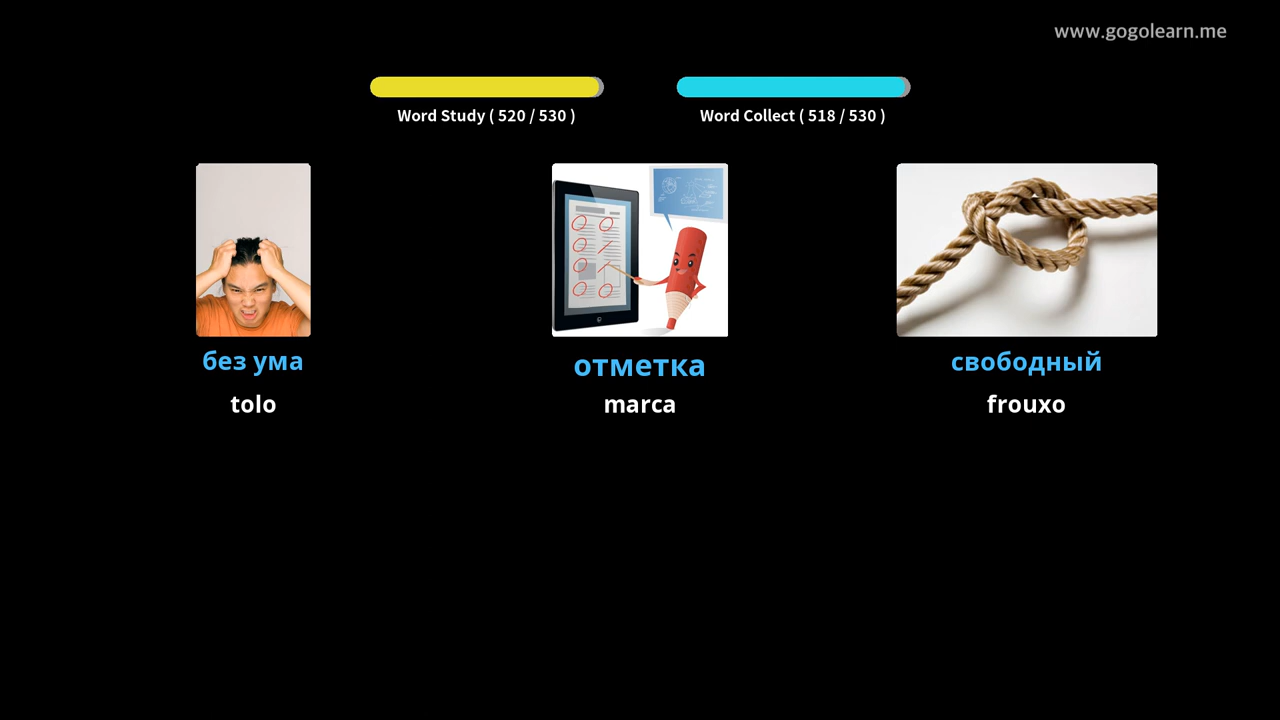 www.gogolearn.me
Word Study ( 520 / 530 )
Word Collect ( 518 / 530 )
без ума
отметка
свободный
tolo
marca
frouxo